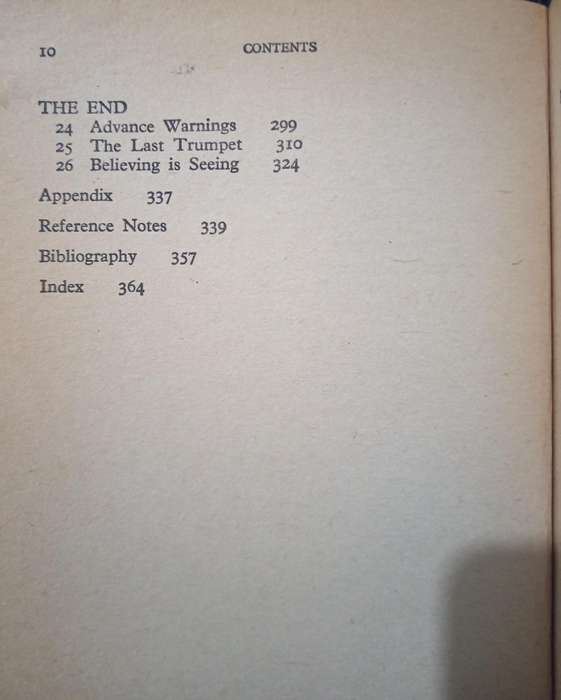 10 CONTENTS
THE END
24 Advance Warnings 299
25 The Last Trumpet 310
26 Believing is Seeing 324
Appendix 337
Reference Notes 339
Bibliography 357
Index 364